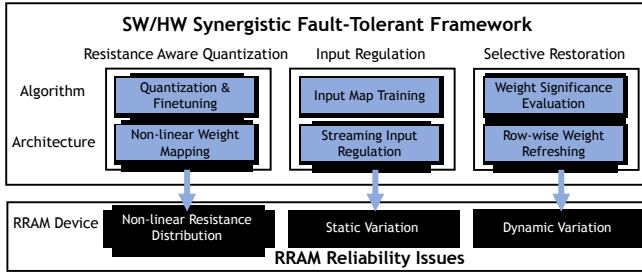 SW/HW Synergistic Fault-Tolerant Framework
Resistance Aware Quantization
Input Regulation
Selective Restoration
Algorithm
Quantization &
Finetuning
Input Map Training
Weight Significance
Evaluation
Architecture
Non-linear Weight
Mapping
Streaming Input
Regulation
Row-wise Weight
Refreshing
RRAM Device
Non-linear Resistance
Distribution
Static Variation
Dynamic Variation
RRAM Reliability Issues